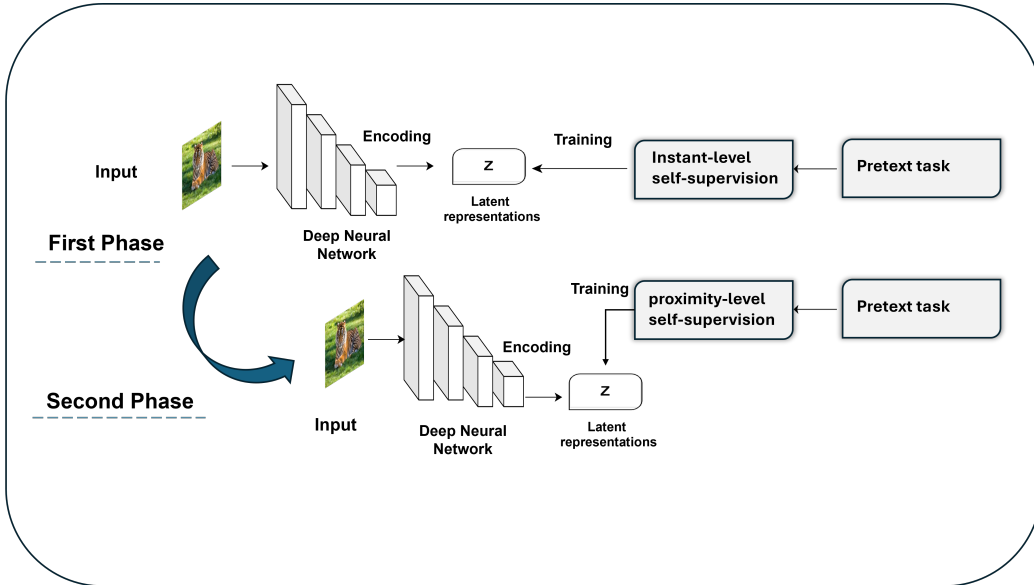 Input
Encoding
Training
Instant-level
self-supervision
Pretext task
z
Latent
representations
Deep Neural
Network
First Phase
Training
proximity-level
self-supervision
Pretext task
Encoding
z
Second Phase
Input
Deep Neural
Network
Latent
representations